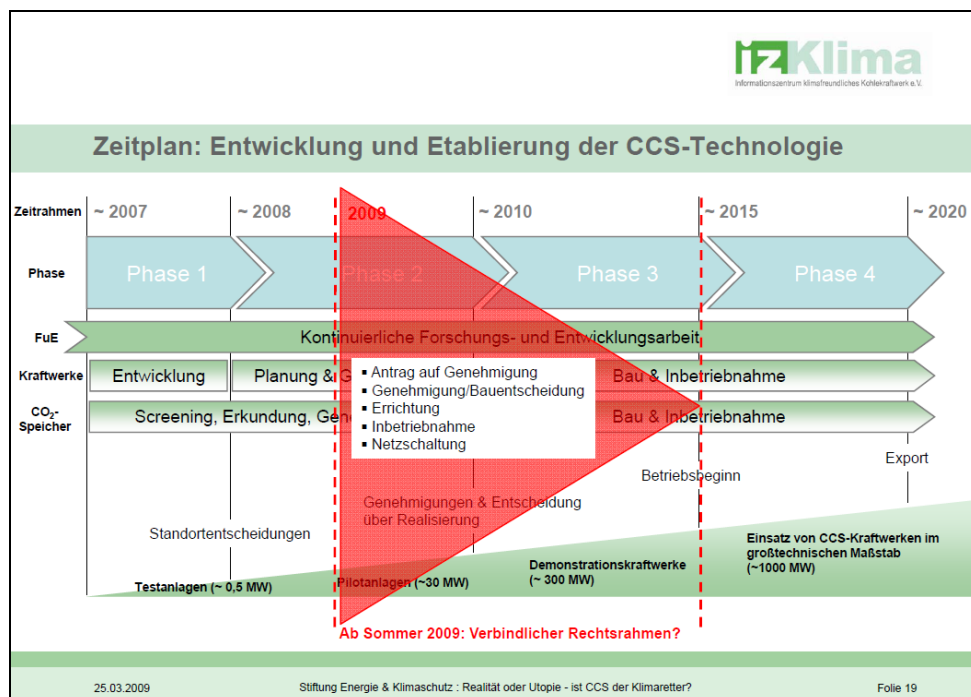 izKlima
Informationszentrum klimafreundliches Kohlekraftwerk e.V.
Zeitplan: Entwicklung und Etablierung der CCS-Technologie
Zeitrahmen
~ 2007
~ 2008
2009
~ 2010
~ 2015
~ 2020
Phase
Phase 1
Phase 2
Phase 3
Phase 4
FuE
Kontinuierliche Forschungs- und Entwicklungsarbeit
Kraftwerke
Entwicklung
Planung & G
Bau & Inbetriebnahme
CO₂-
Speicher
Screening, Erkundung, Gene
Bau & Inbetriebnahme
▪ Antrag auf Genehmigung
▪ Genehmigung/Bauentscheidung
▪ Errichtung
▪ Inbetriebnahme
▪ Netzschaltung
Export
Betriebsbeginn
Genehmigungen & Entscheidung
über Realisierung
Standortentscheidungen
Einsatz von CCS-Kraftwerken im
großtechnischen Maßstab
(~1000 MW)
Demonstrationskraftwerke
(~ 300 MW)
Testanlagen (~ 0,5 MW)
Pilotanlagen (~30 MW)
Ab Sommer 2009: Verbindlicher Rechtsrahmen?
25.03.2009
Stiftung Energie & Klimaschutz : Realität oder Utopie - ist CCS der Klimaretter?
Folie 19